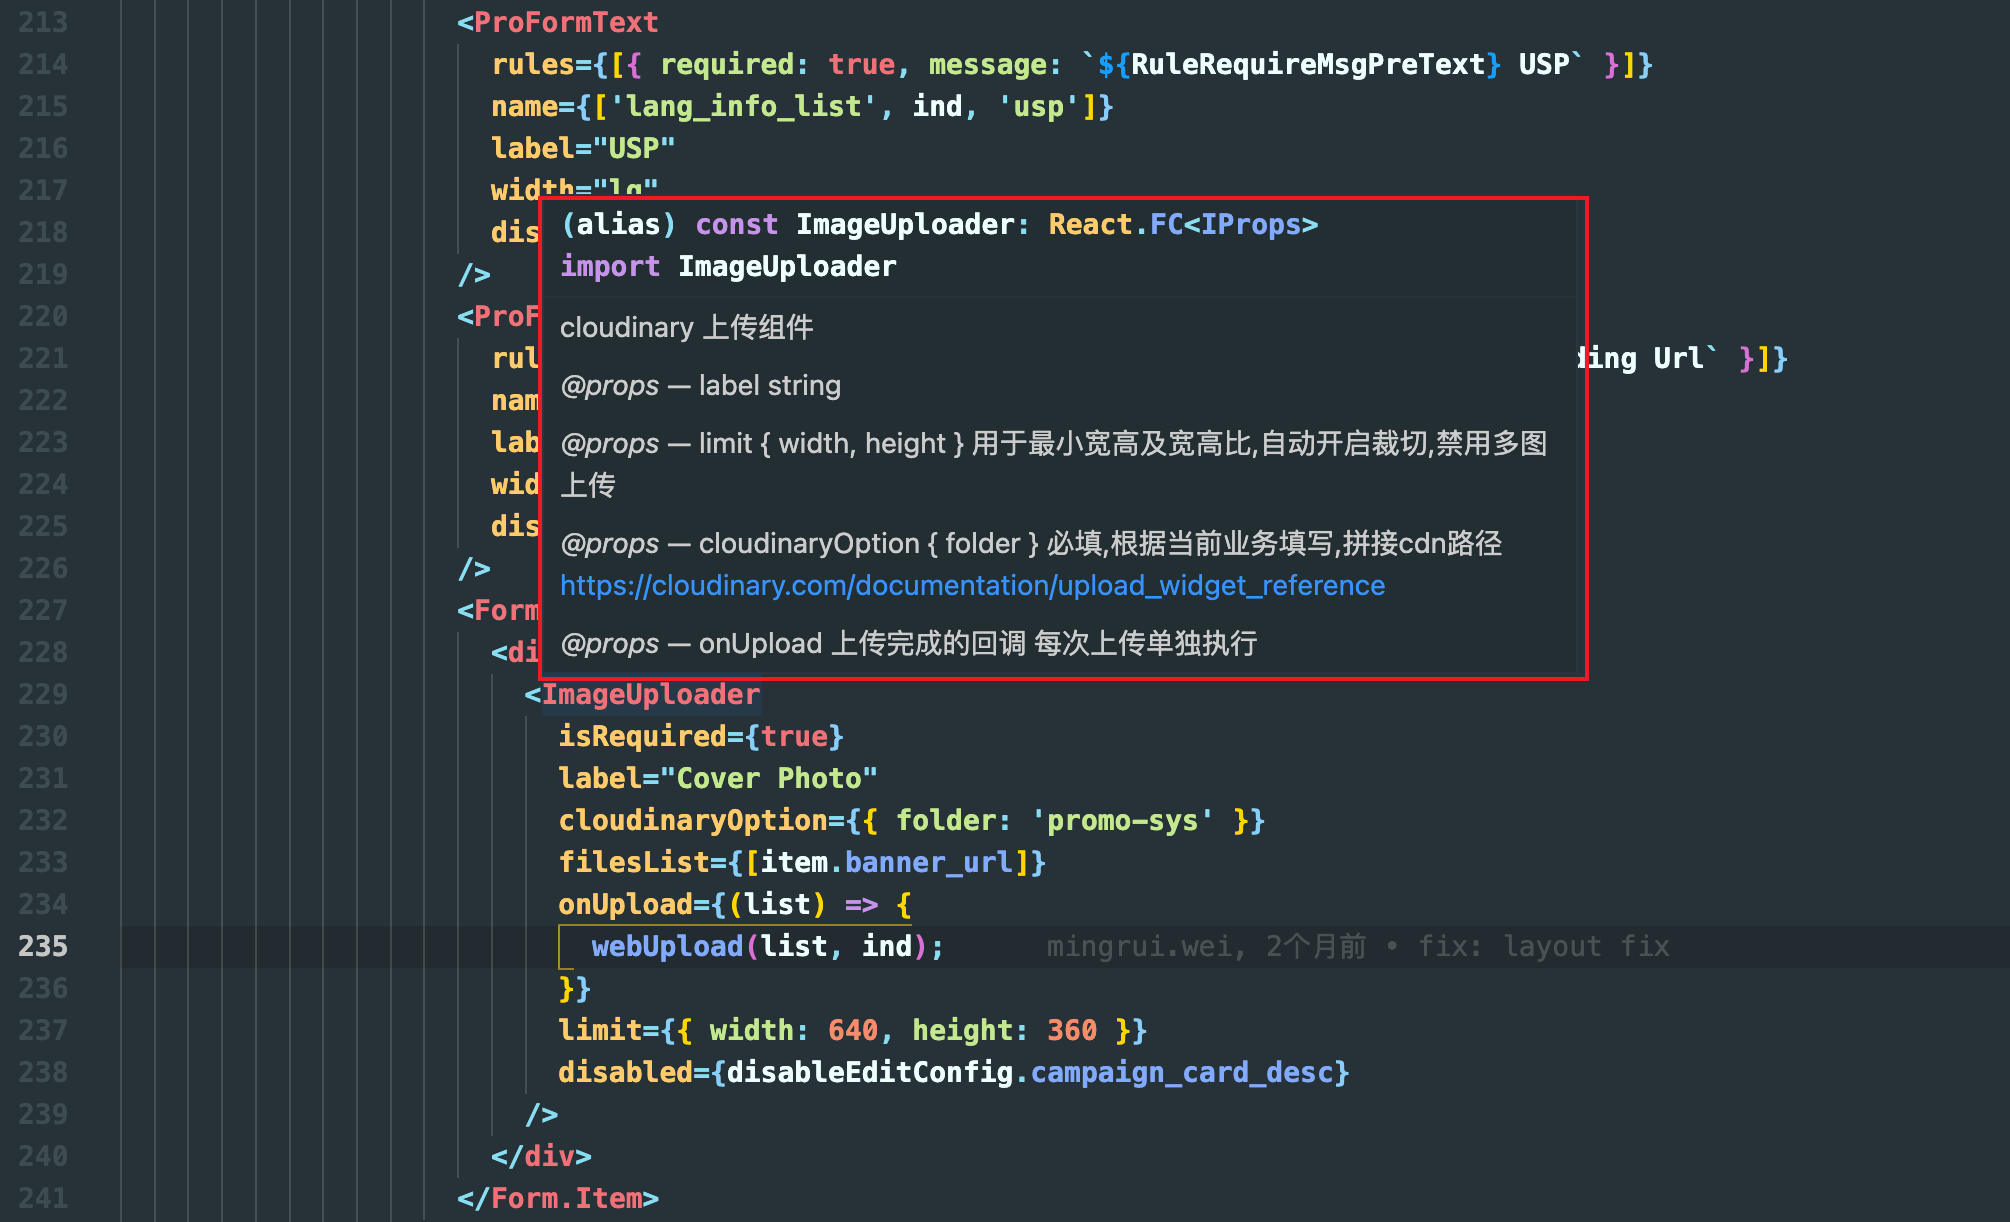 213 <ProFormText
214 rules={[{ required: true, message: `${RuleRequireMsgPreText} USP` }]}
215 name={['lang_info_list', ind, 'usp']}
216 label="USP"
217 width="lg"
218 dis
219 />
220 <ProF
221 rul ding Url` }]}
222 nam
223 lab
224 wid
225 dis
226 />
227 <Form
228 <di
(alias) const ImageUploader: React.FC<IProps>
import ImageUploader
cloudinary 上传组件
@props — label string
@props — limit { width, height } 用于最小宽高及宽高比,自动开启裁切,禁用多图
上传
@props — cloudinaryOption { folder } 必填,根据当前业务填写,拼接cdn路径
https://cloudinary.com/documentation/upload_widget_reference
@props — onUpload 上传完成的回调 每次上传单独执行
229 <ImageUploader
230 isRequired={true}
231 label="Cover Photo"
232 cloudinaryOption={{ folder: 'promo-sys' }}
233 filesList={[item.banner_url]}
234 onUpload={(list) => {
235 webUpload(list, ind); mingrui.wei, 2个月前 • fix: layout fix
236 }}
237 limit={{ width: 640, height: 360 }}
238 disabled={disableEditConfig.campaign_card_desc}
239 />
240 </div>
241 </Form.Item>